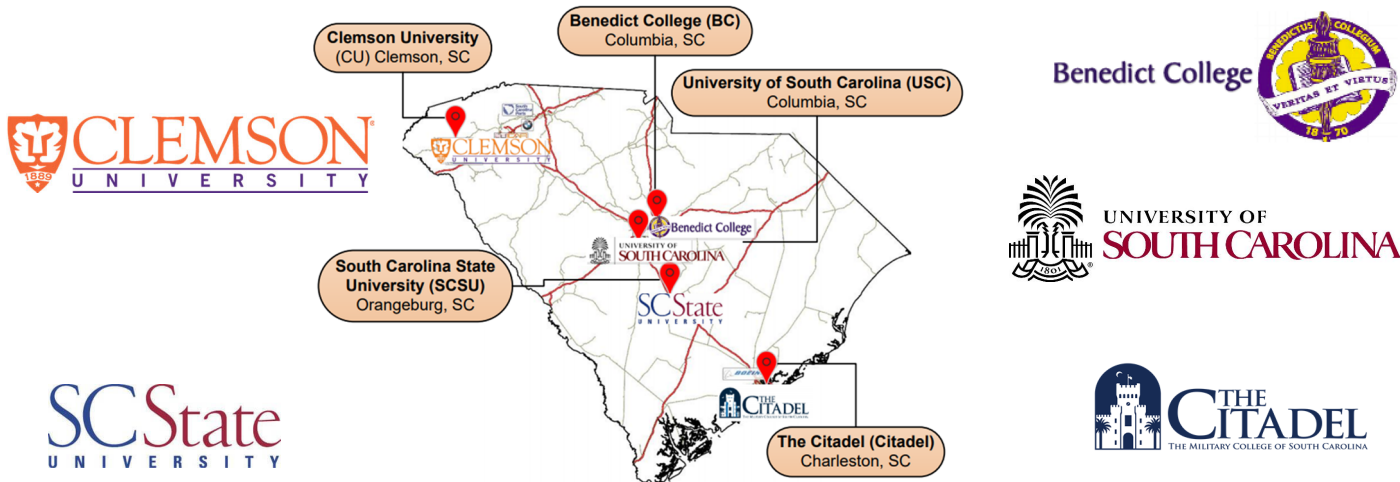 Benedict College (BC)
Columbia, SC
Clemson University
(CU) Clemson, SC
University of South Carolina (USC)
Columbia, SC
Benedict College
BENEDICTUS COLLEGIUM
VERITAS ET VIRTUS
18 70
CLEMSON
UNIVERSITY
1889
CLEMSON
UNIVERSITY
Benedict College
UNIVERSITY OF
SOUTH CAROLINA
UNIVERSITY OF
SOUTH CAROLINA
1801
South Carolina State
University (SCSU)
Orangeburg, SC
SC State
UNIVERSITY
SC State
UNIVERSITY
THE
CITADEL
THE
CITADEL
THE MILITARY COLLEGE OF SOUTH CAROLINA
The Citadel (Citadel)
Charleston, SC